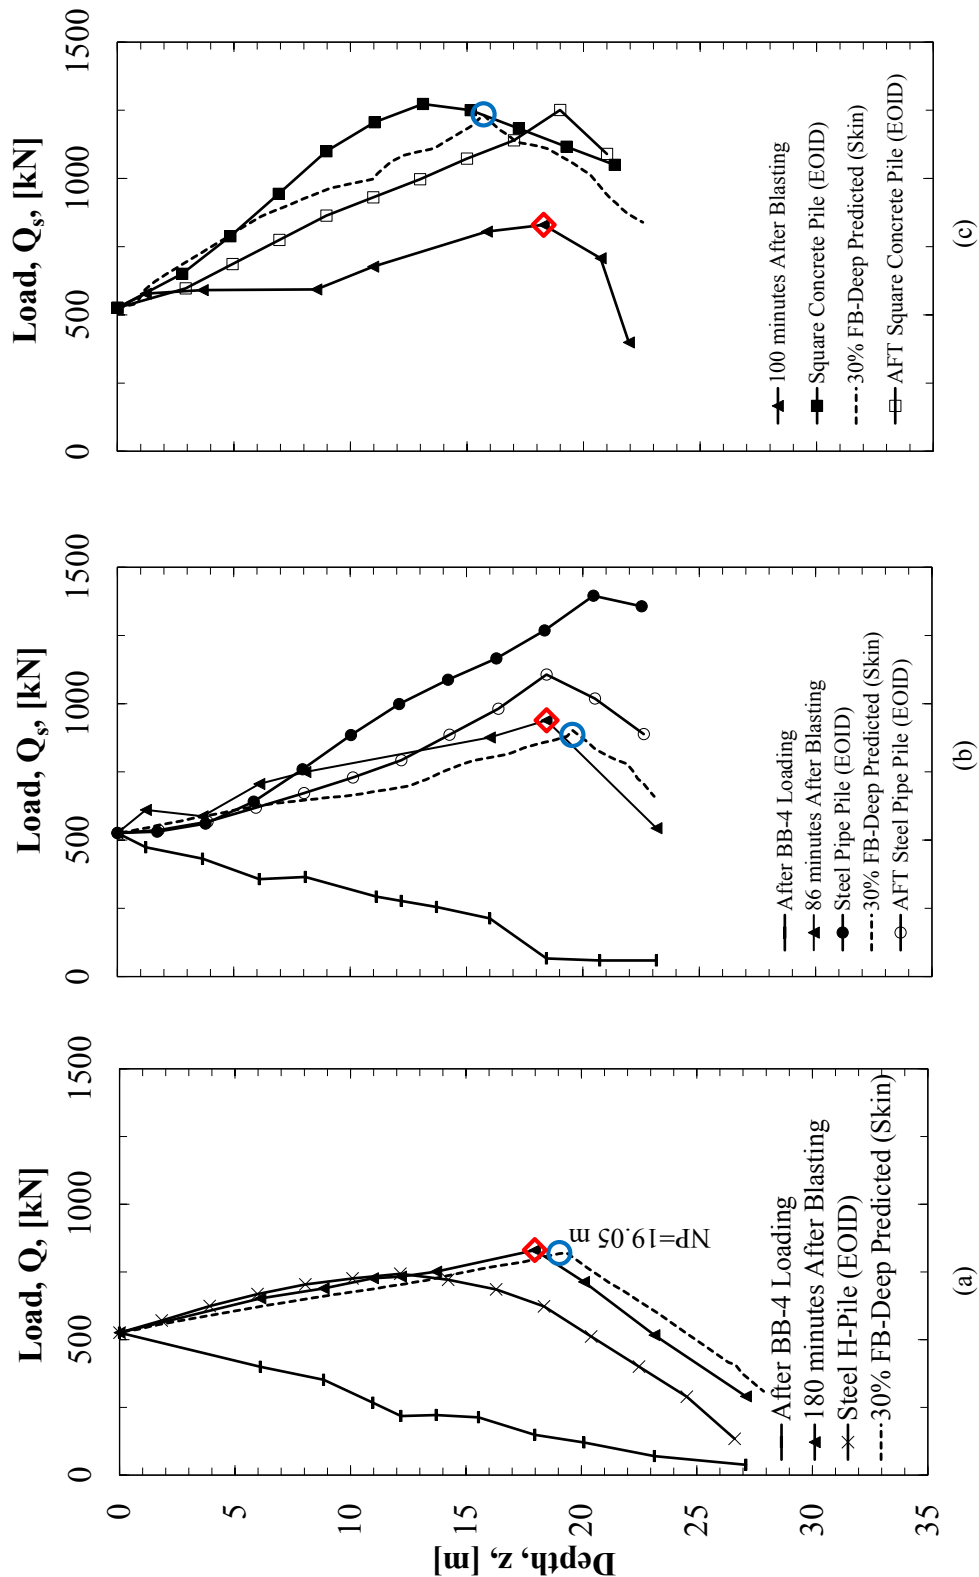 Load, Q, [kN]
0 500 1000 1500
Depth, z, [m]
0
5
10
15
20
25
30
35
NP=19.05 m
After BB-4 Loading
180 minutes After Blasting
Steel H-Pile (EOID)
30% FB-Deep Predicted (Skin)
(a)
Load, Qs, [kN]
0 500 1000 1500
After BB-4 Loading
86 minutes After Blasting
Steel Pipe Pile (EOID)
30% FB-Deep Predicted (Skin)
AFT Steel Pipe Pile (EOID)
(b)
Load, Qs, [kN]
0 500 1000 1500
100 minutes After Blasting
Square Concrete Pile (EOID)
30% FB-Deep Predicted (Skin)
AFT Square Concrete Pile (EOID)
(c)